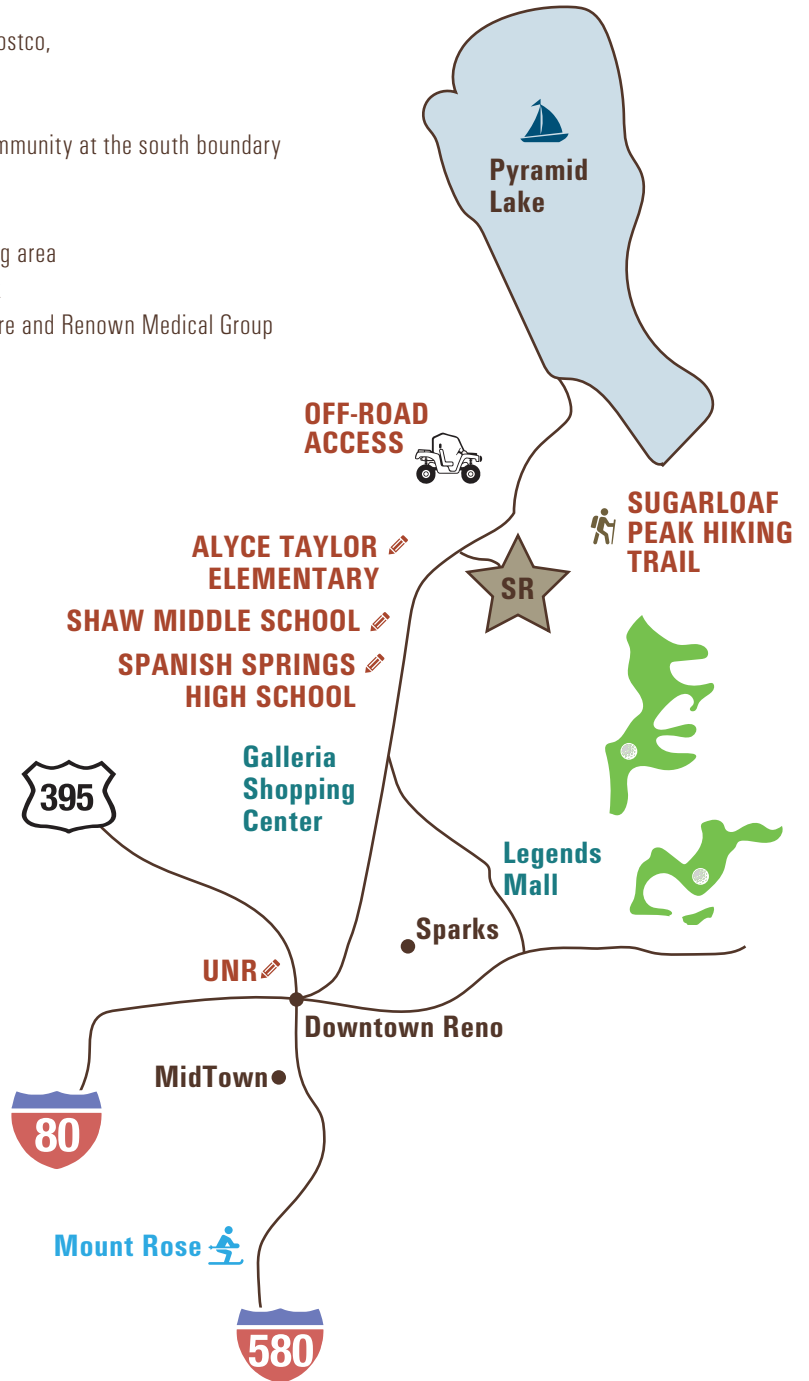 ostco,
mmunity at the south boundary
g area
re and Renown Medical Group
Pyramid
Lake
OFF-ROAD
ACCESS
SUGARLOAF
PEAK HIKING
TRAIL
ALYCE TAYLOR
ELEMENTARY
SR
SHAW MIDDLE SCHOOL
SPANISH SPRINGS
HIGH SCHOOL
Galleria
Shopping
Center
395
Legends
Mall
Sparks
UNR
Downtown Reno
MidTown
80
Mount Rose
580